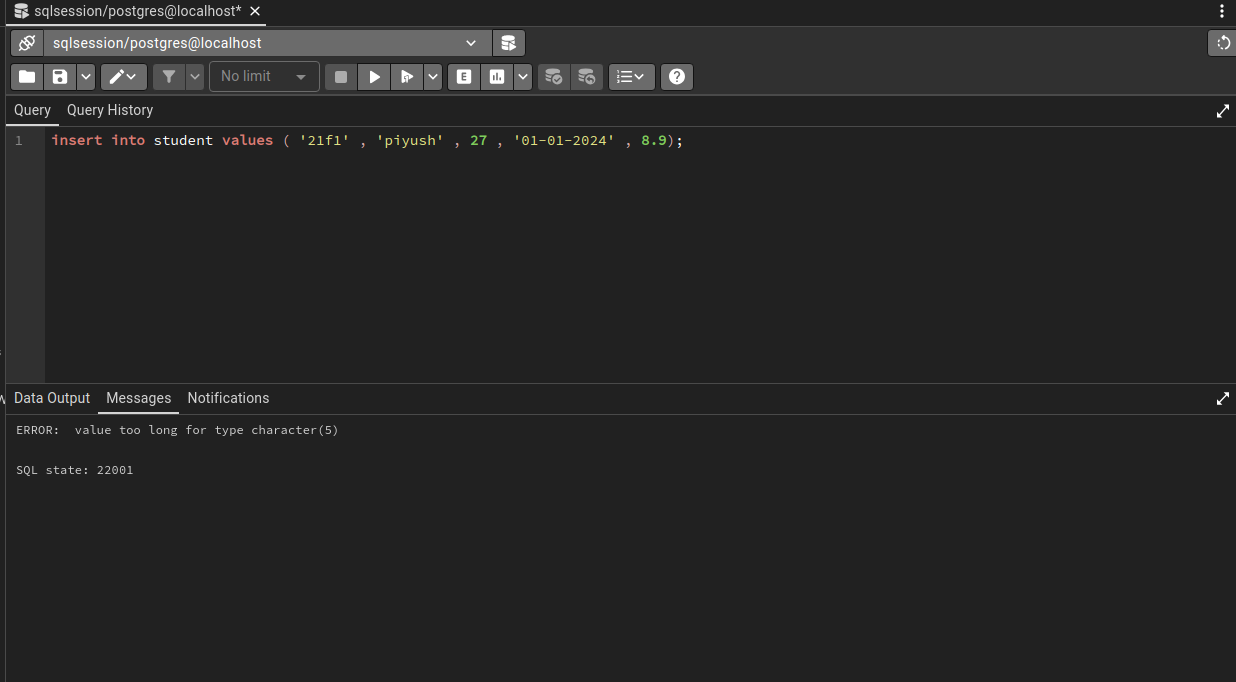 sqlsession/postgres@localhost*
sqlsession/postgres@localhost
No limit
E
Query Query History
1 insert into student values ( '21f1' , 'piyush' , 27 , '01-01-2024' , 8.9);
Data Output Messages Notifications
ERROR:  value too long for type character(5)
SQL state: 22001